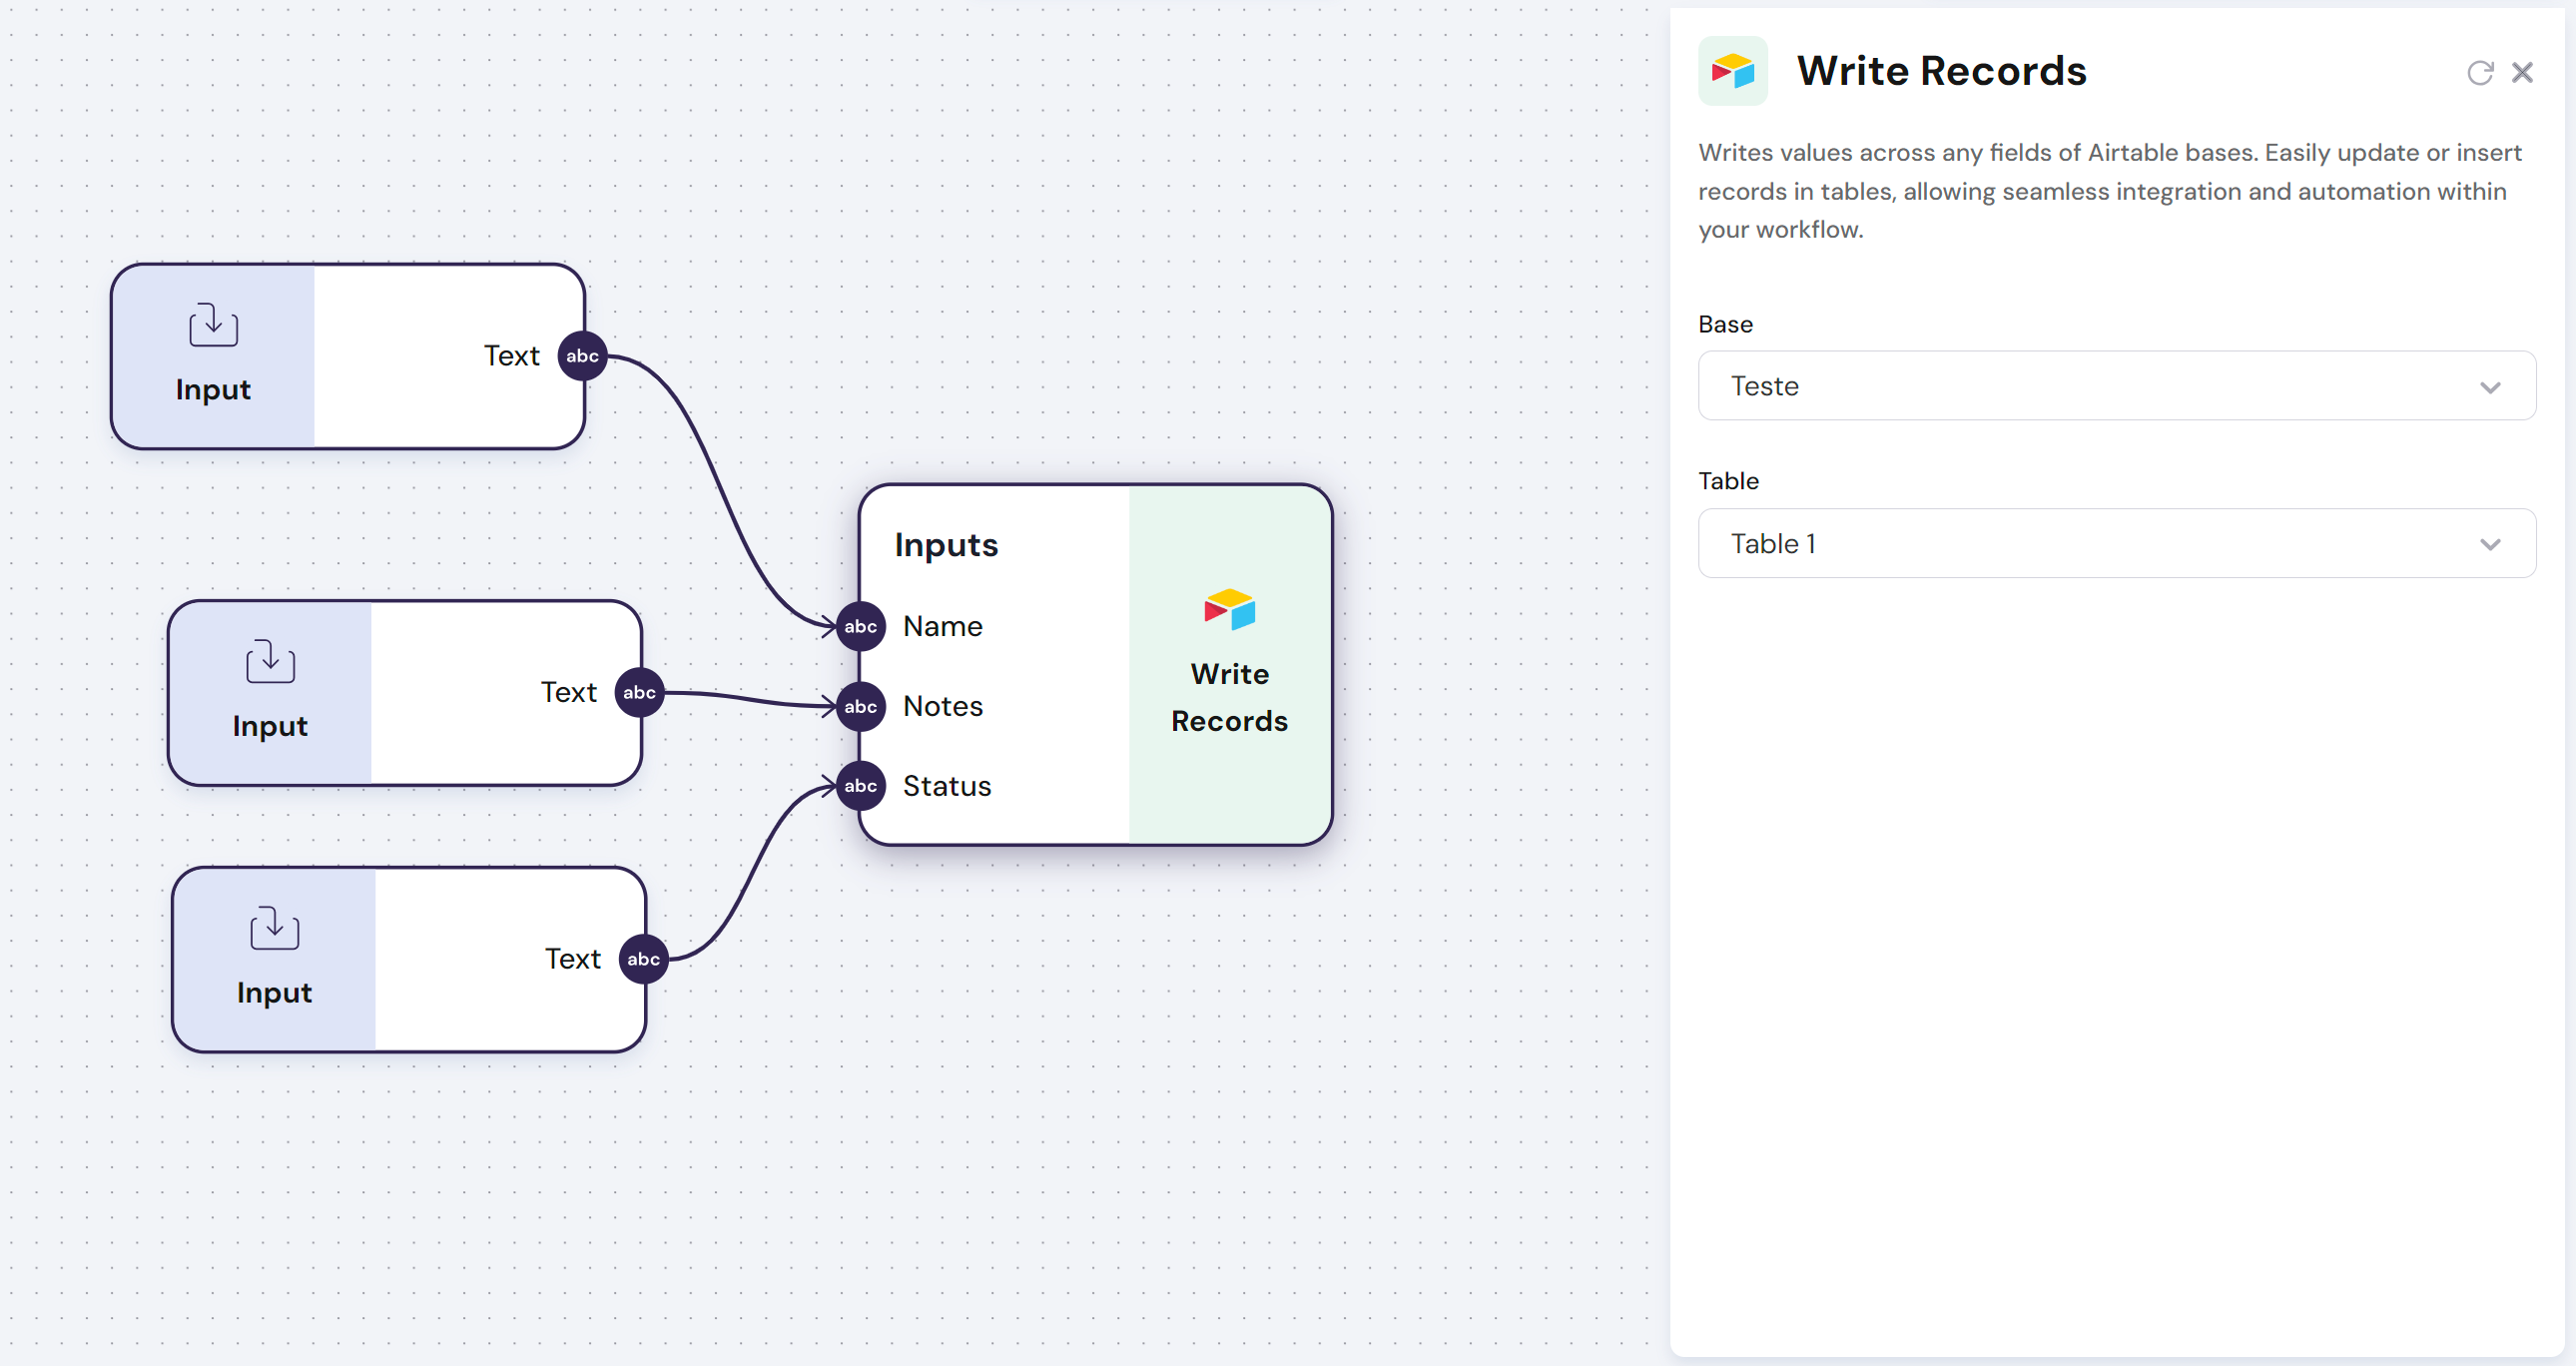 Input
Text
abc
Input
Text
abc
Input
Text
abc
Inputs
abc
Name
abc
Notes
abc
Status
Write
Records
Write Records
Writes values across any fields of Airtable bases. Easily update or insert
records in tables, allowing seamless integration and automation within
your workflow.
Base
Teste
Table
Table 1